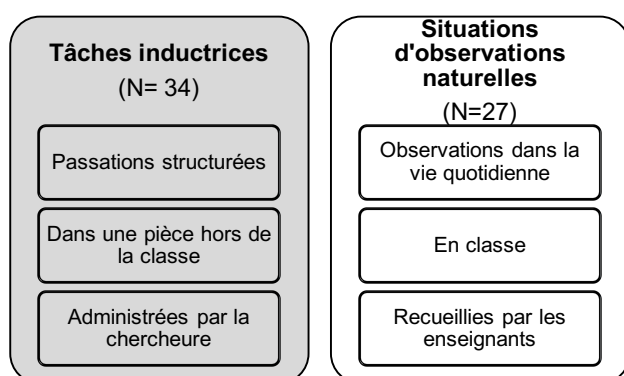 Tâches inductrices
(N= 34)
Passations structurées
Dans une pièce hors de
la classe
Administrées par la
chercheure
Situations
d'observations
naturelles
(N=27)
Observations dans la
vie quotidienne
En classe
Recueillies par les
enseignants